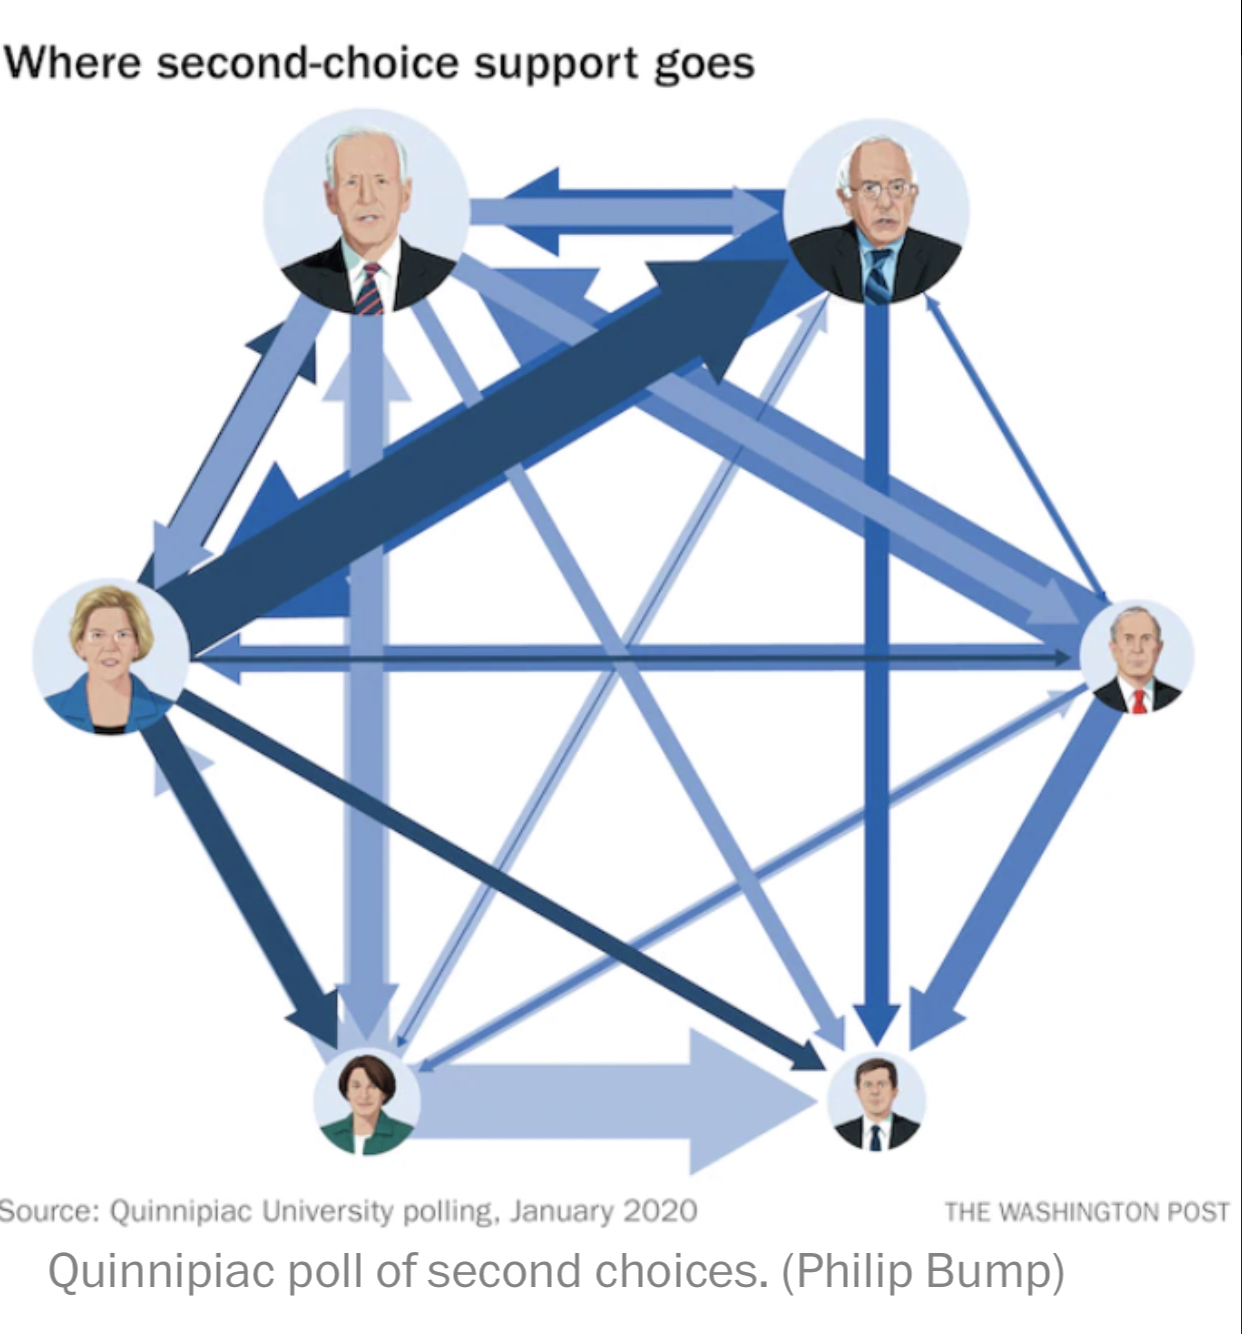 Where second-choice support goes
Source: Quinnipiac University polling, January 2020
THE WASHINGTON POST
Quinnipiac poll of second choices. (Philip Bump)